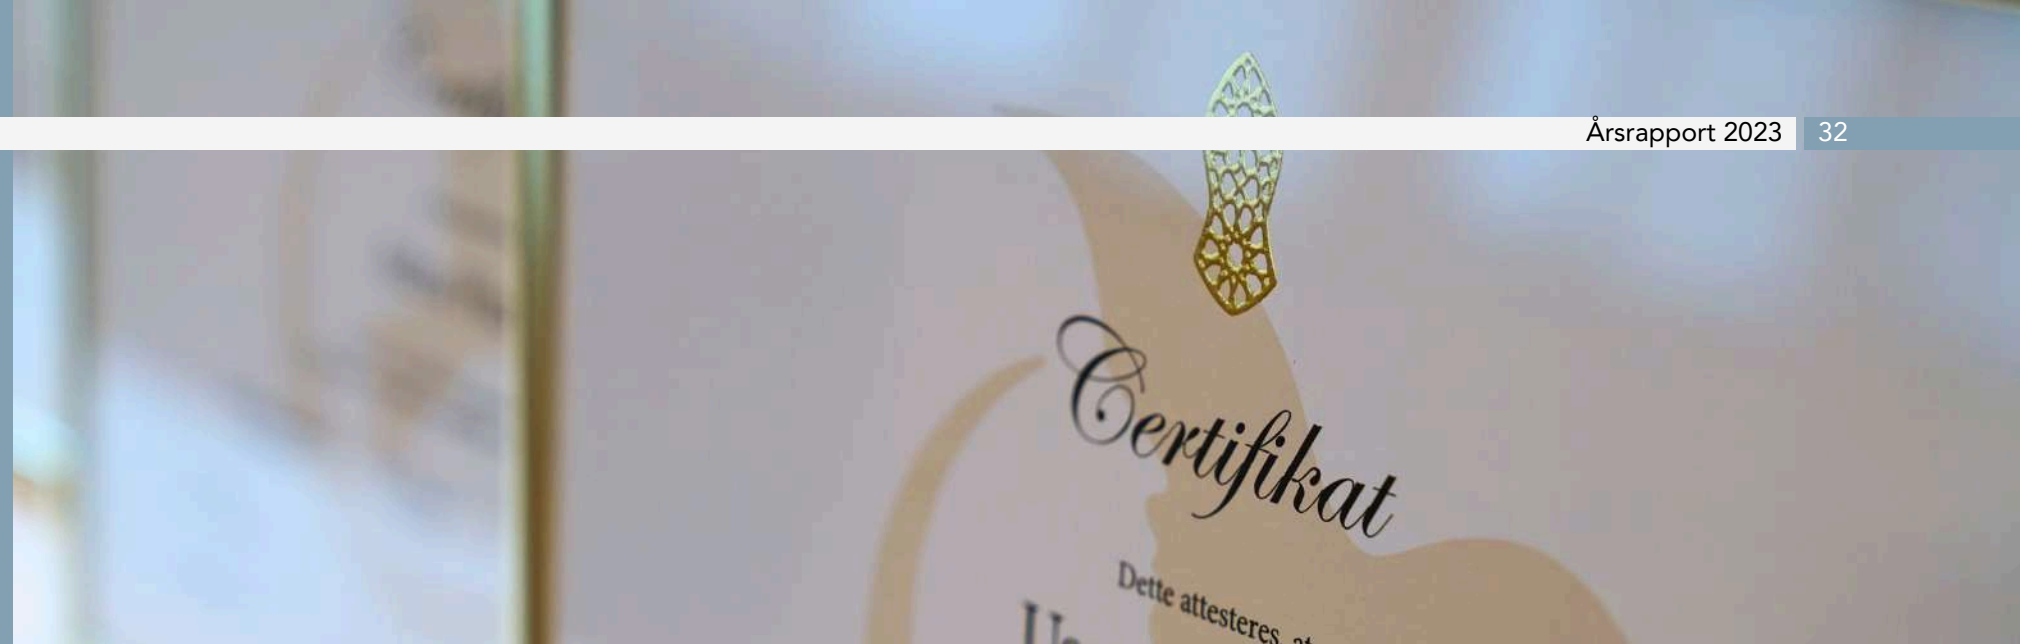 Årsrapport 2023 32
Certifikat
Dette attesteres,